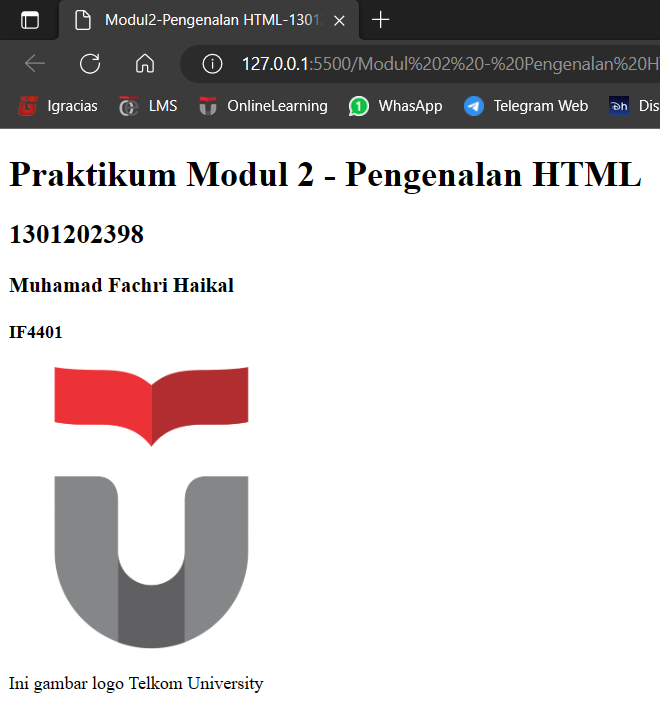 Modul2-Pengenalan HTML-1301
127.0.0.1:5500/Modul%202%20-%20Pengenalan%20H
Igracias LMS OnlineLearning WhasApp Telegram Web Dis
Praktikum Modul 2 - Pengenalan HTML
1301202398
Muhamad Fachri Haikal
IF4401
Ini gambar logo Telkom University